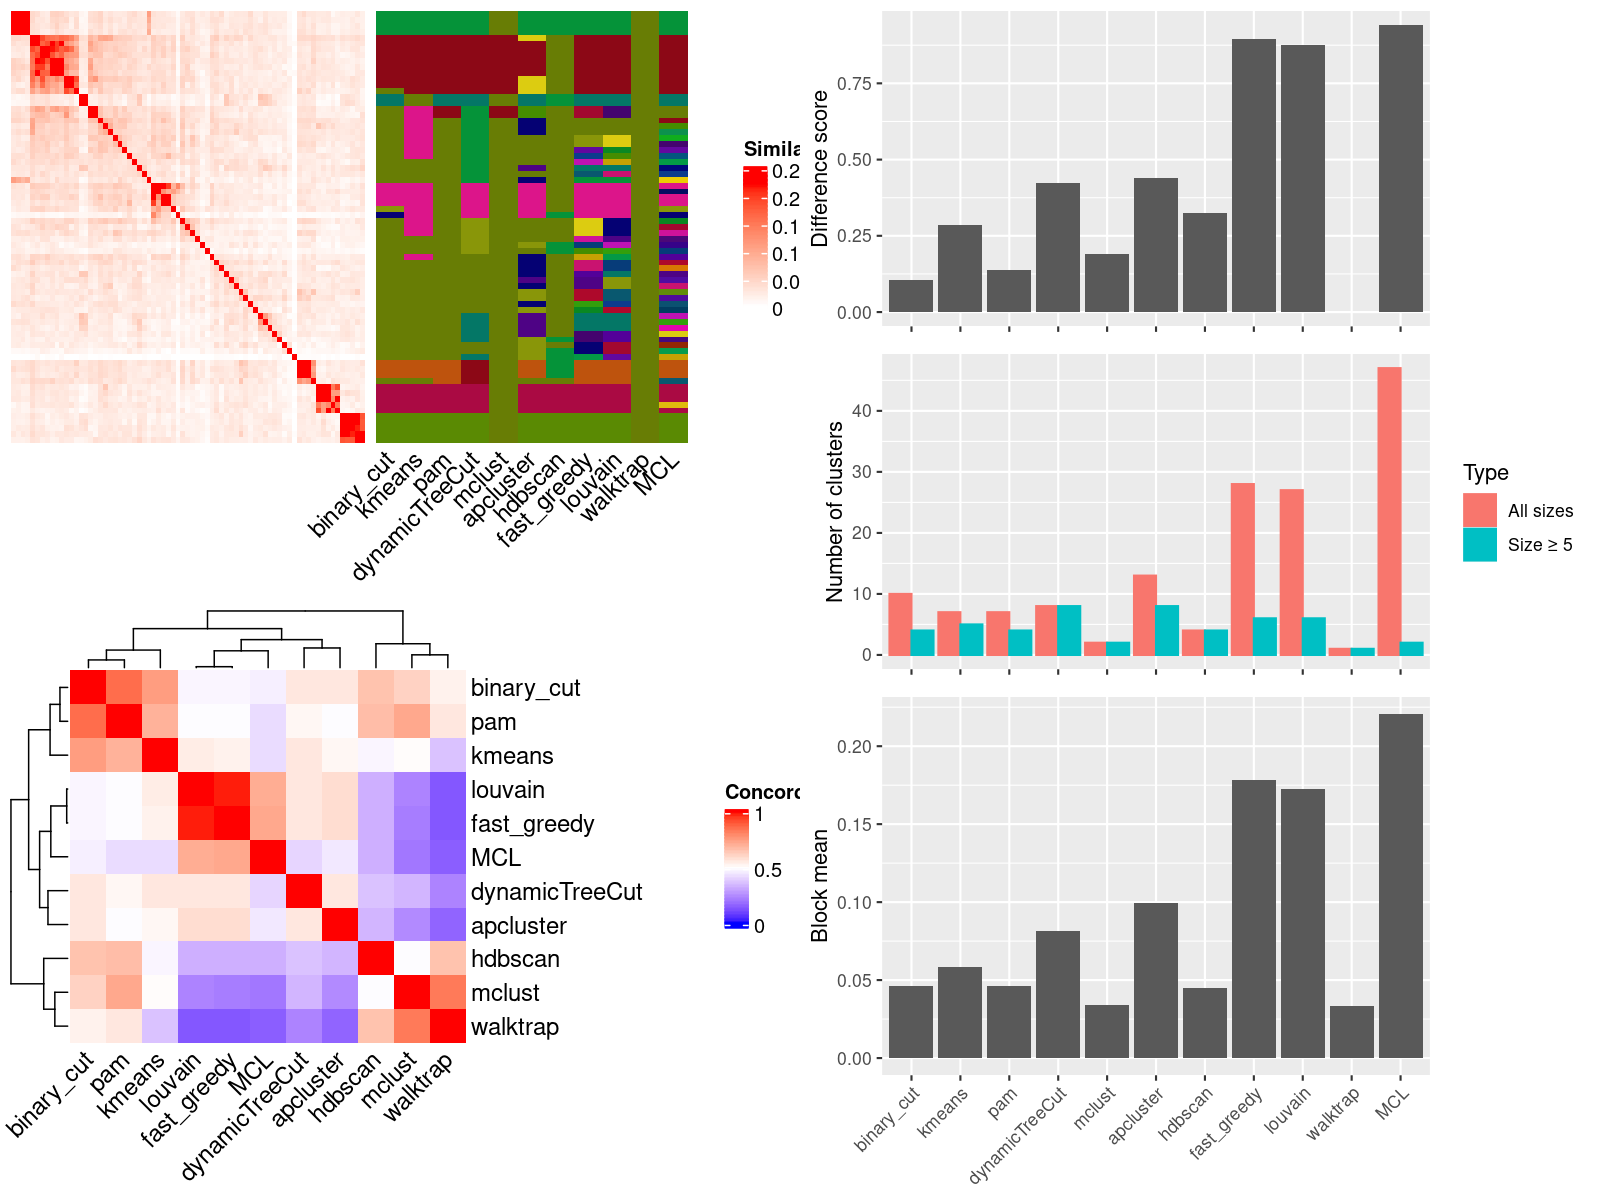 Simila
0.2
0.2
0.1
0.1
0.0
0
binary_cut
kmeans
pam
dynamicTreeCut
mclust
apcluster
hdbscan
fast_greedy
louvain
walktrap
MCL
Difference score
0.75
0.50
0.25
0.00
Number of clusters
40
30
20
10
0
Type
All sizes
Size ≥ 5
Block mean
0.20
0.15
0.10
0.05
0.00
binary_cut
kmeans
pam
dynamicTreeCut
mclust
apcluster
hdbscan
fast_greedy
louvain
walktrap
MCL
binary_cut
pam
kmeans
louvain
fast_greedy
MCL
dynamicTreeCut
apcluster
hdbscan
mclust
walktrap
Concord
1
0.5
0
binary_cut
pam
kmeans
louvain
fast_greedy
MCL
dynamicTreeCut
apcluster
hdbscan
mclust
walktrap